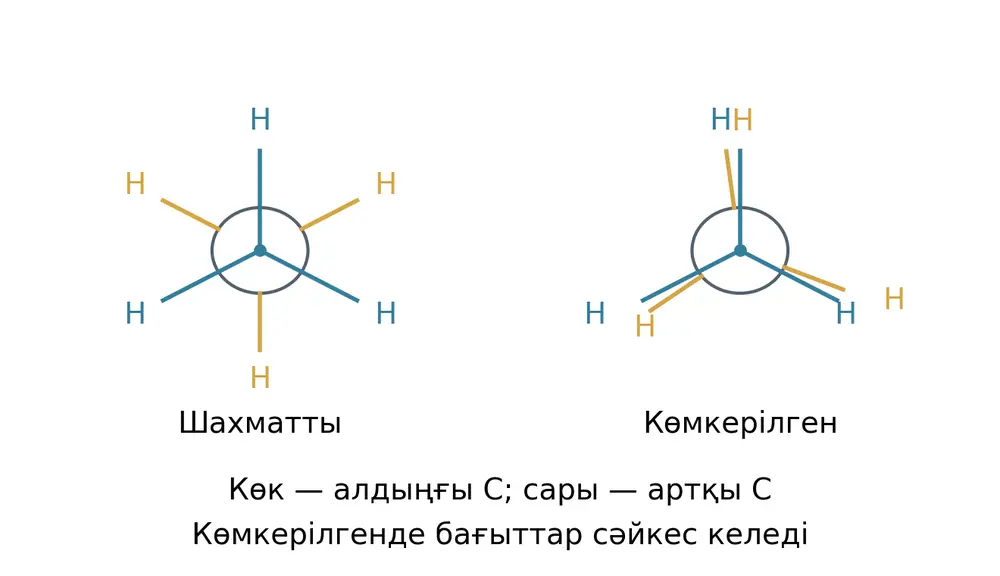 H HH
H H
H H H H H
H
H
Шахматты Көмкерілген
Көк — алдыңғы C; сары — артқы C
Көмкерілгенде бағыттар сәйкес келеді